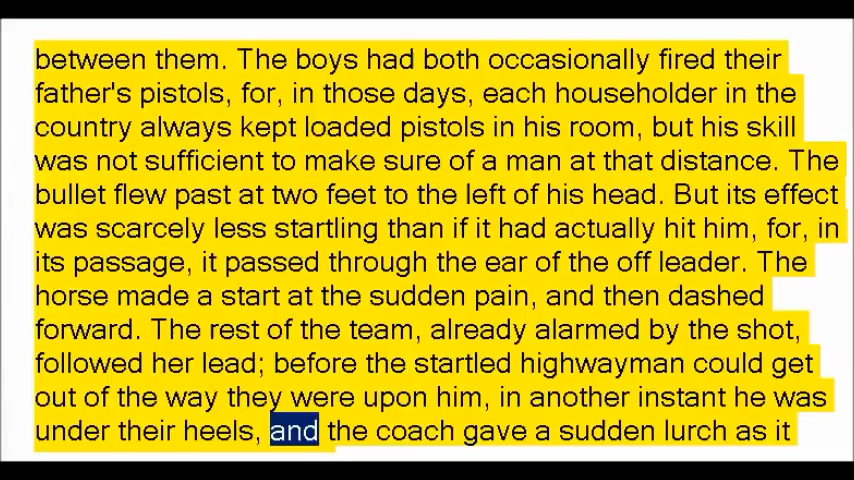 between them. The boys had both occasionally fired their
father's pistols, for, in those days, each householder in the
country always kept loaded pistols in his room, but his skill
was not sufficient to make sure of a man at that distance. The
bullet flew past at two feet to the left of his head. But its effect
was scarcely less startling than if it had actually hit him, for, in
its passage, it passed through the ear of the off leader. The
horse made a start at the sudden pain, and then dashed
forward. The rest of the team, already alarmed by the shot,
followed her lead; before the startled highwayman could get
out of the way they were upon him, in another instant he was
under their heels, and the coach gave a sudden lurch as it